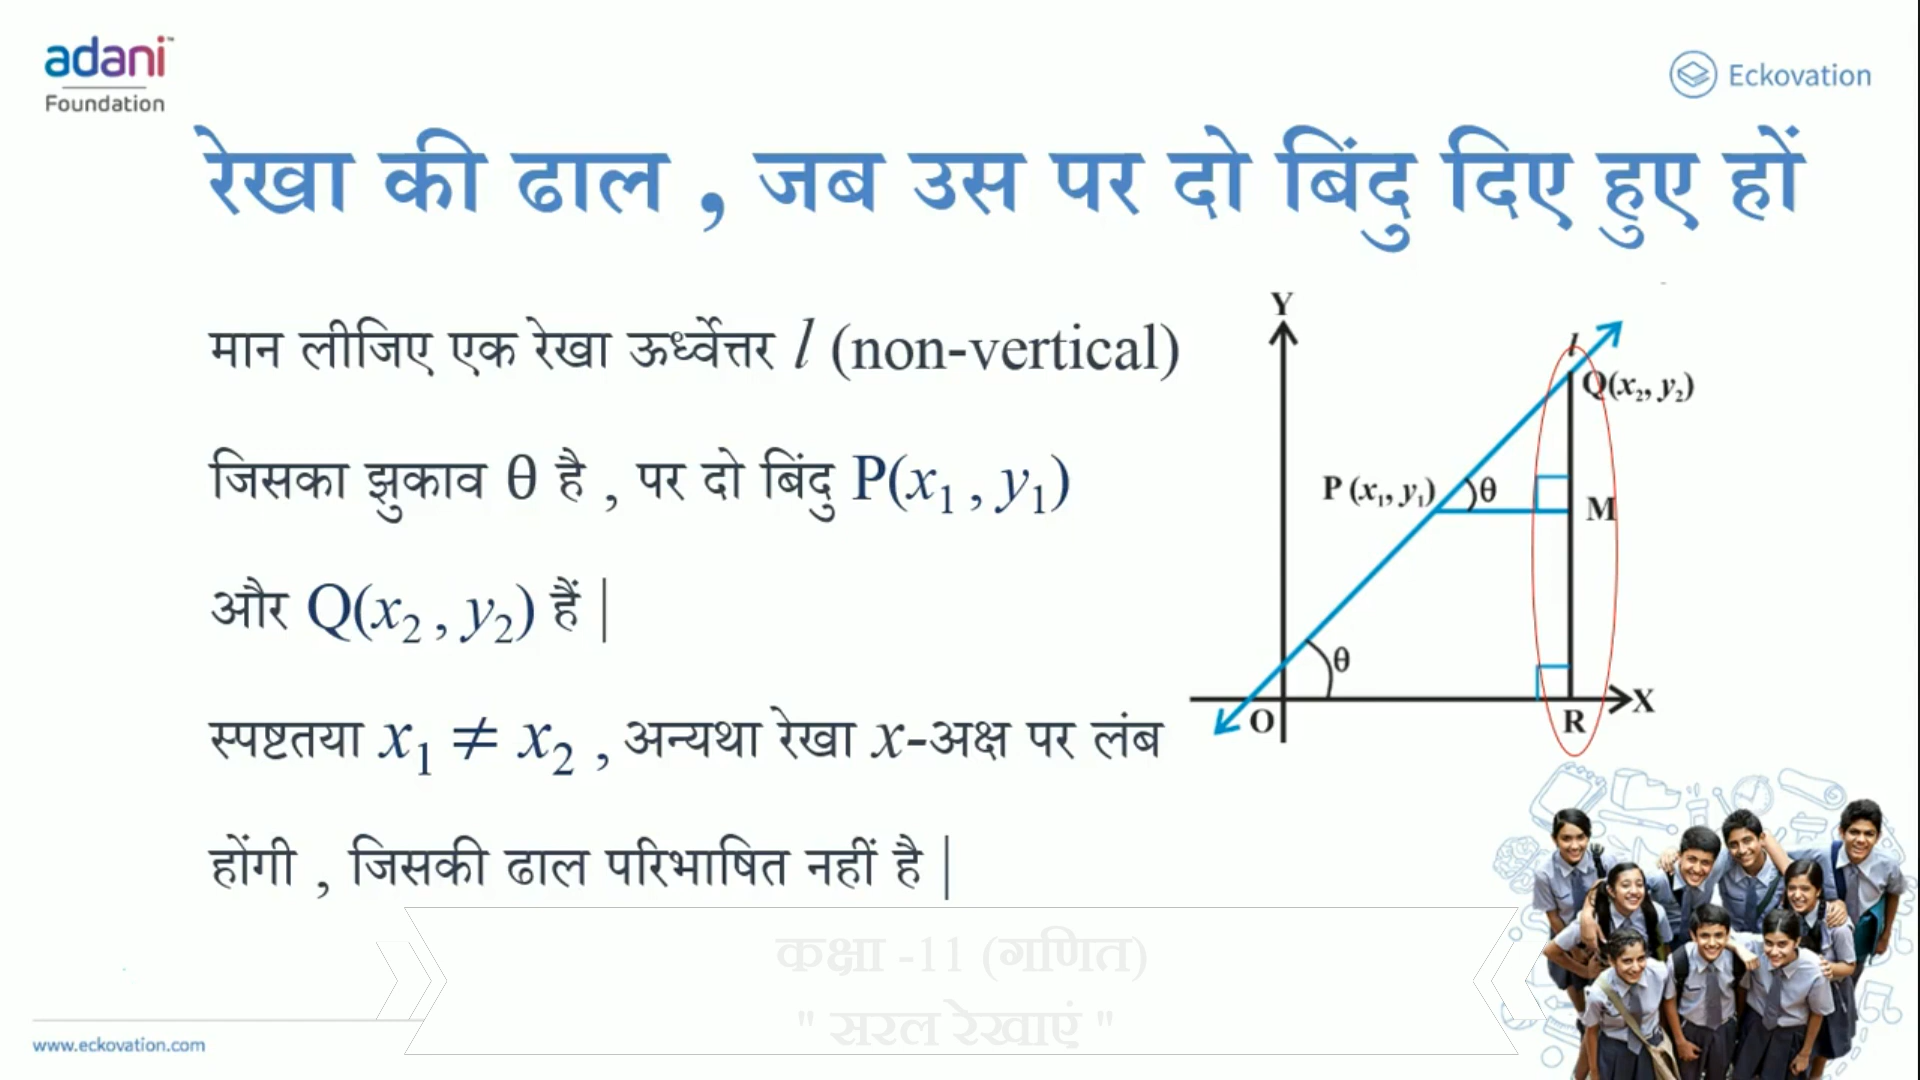 adani™
Foundation
Eckovation
रेखा की ढाल , जब उस पर दो बिंदु दिए हुए हों
मान लीजिए एक रेखा ऊर्ध्वेत्तर l (non-vertical)
जिसका झुकाव θ है , पर दो बिंदु P(x₁ , y₁)
और Q(x₂ , y₂) हैं |
स्पष्टतया x₁ ≠ x₂ , अन्यथा रेखा x-अक्ष पर लंब
होंगी , जिसकी ढाल परिभाषित नहीं है |
Y
l
Q(x₂, y₂)
P (x₁, y₁)
θ
M
θ
X
O
R
कक्षा -11 (गणित)
" सरल रेखाएं "
www.eckovation.com